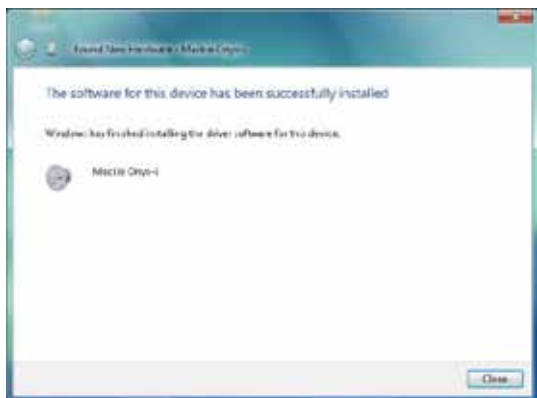 Found New Hardware - Mackie Onyx-i
The software for this device has been successfully installed
Windows has finished installing the driver software for this device.
Mackie Onyx-i
Close